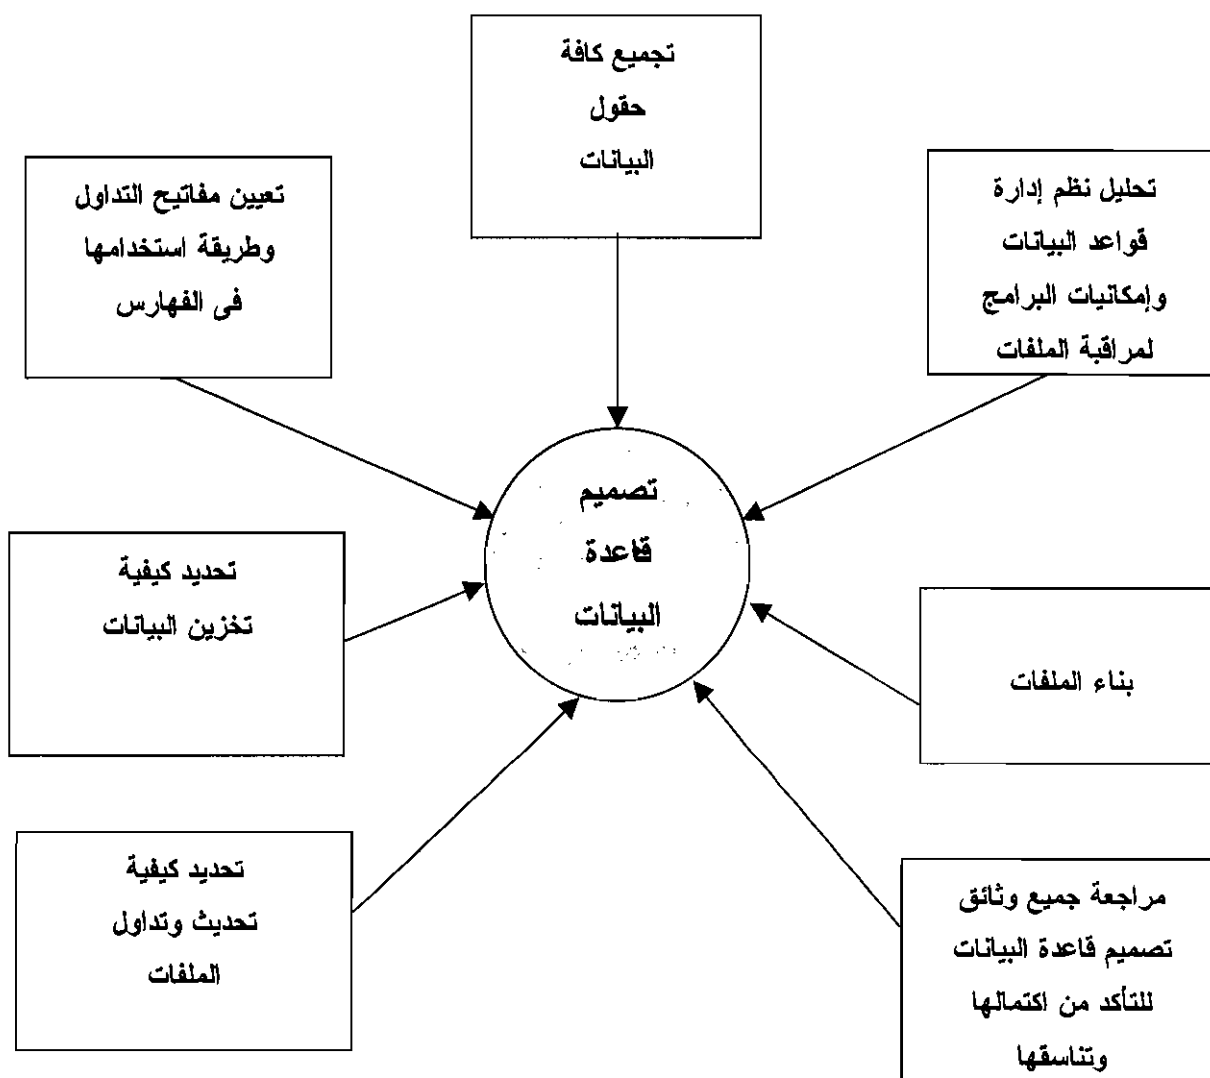 تجميع كافة
حقول
البيانات
تحليل نظم إدارة
قواعد البيانات
وإمكانيات البرامج
لمراقبة الملفات
تعيين مفاتيح التداول
وطريقة استخدامها
فى الفهارس
تصميم
قاعدة
البيانات
بناء الملفات
تحديد كيفية
تخزين البيانات
مراجعة جميع وثائق
تصميم قاعدة البيانات
للتأكد من اكتمالها
وتناسقها
تحديد كيفية
تحديث وتداول
الملفات